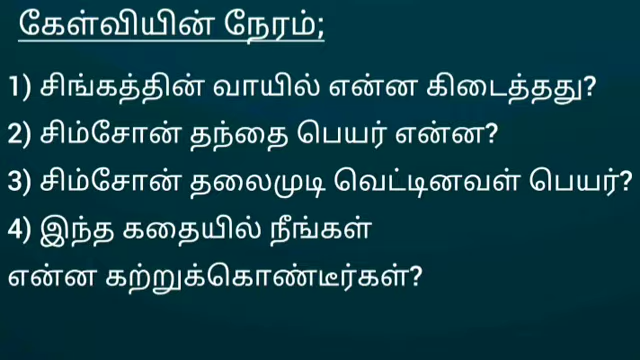 கேள்வியின் நேரம்;
1) சிங்கத்தின் வாயில் என்ன கிடைத்தது?
2) சிம்சோன் தந்தை பெயர் என்ன?
3) சிம்சோன் தலைமுடி வெட்டினவள் பெயர்?
4) இந்த கதையில் நீங்கள்
என்ன கற்றுக்கொண்டீர்கள்?